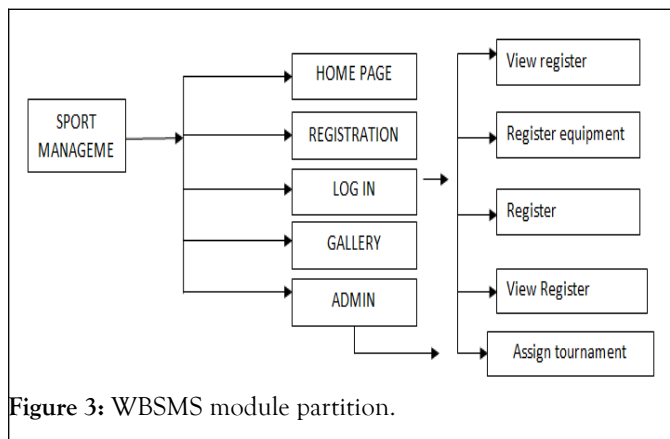 SPORT
MANAGEME
HOME PAGE
REGISTRATION
LOG IN
GALLERY
ADMIN
View register
Register equipment
Register
View Register
Assign tournament
Figure 3: WBSMS module partition.